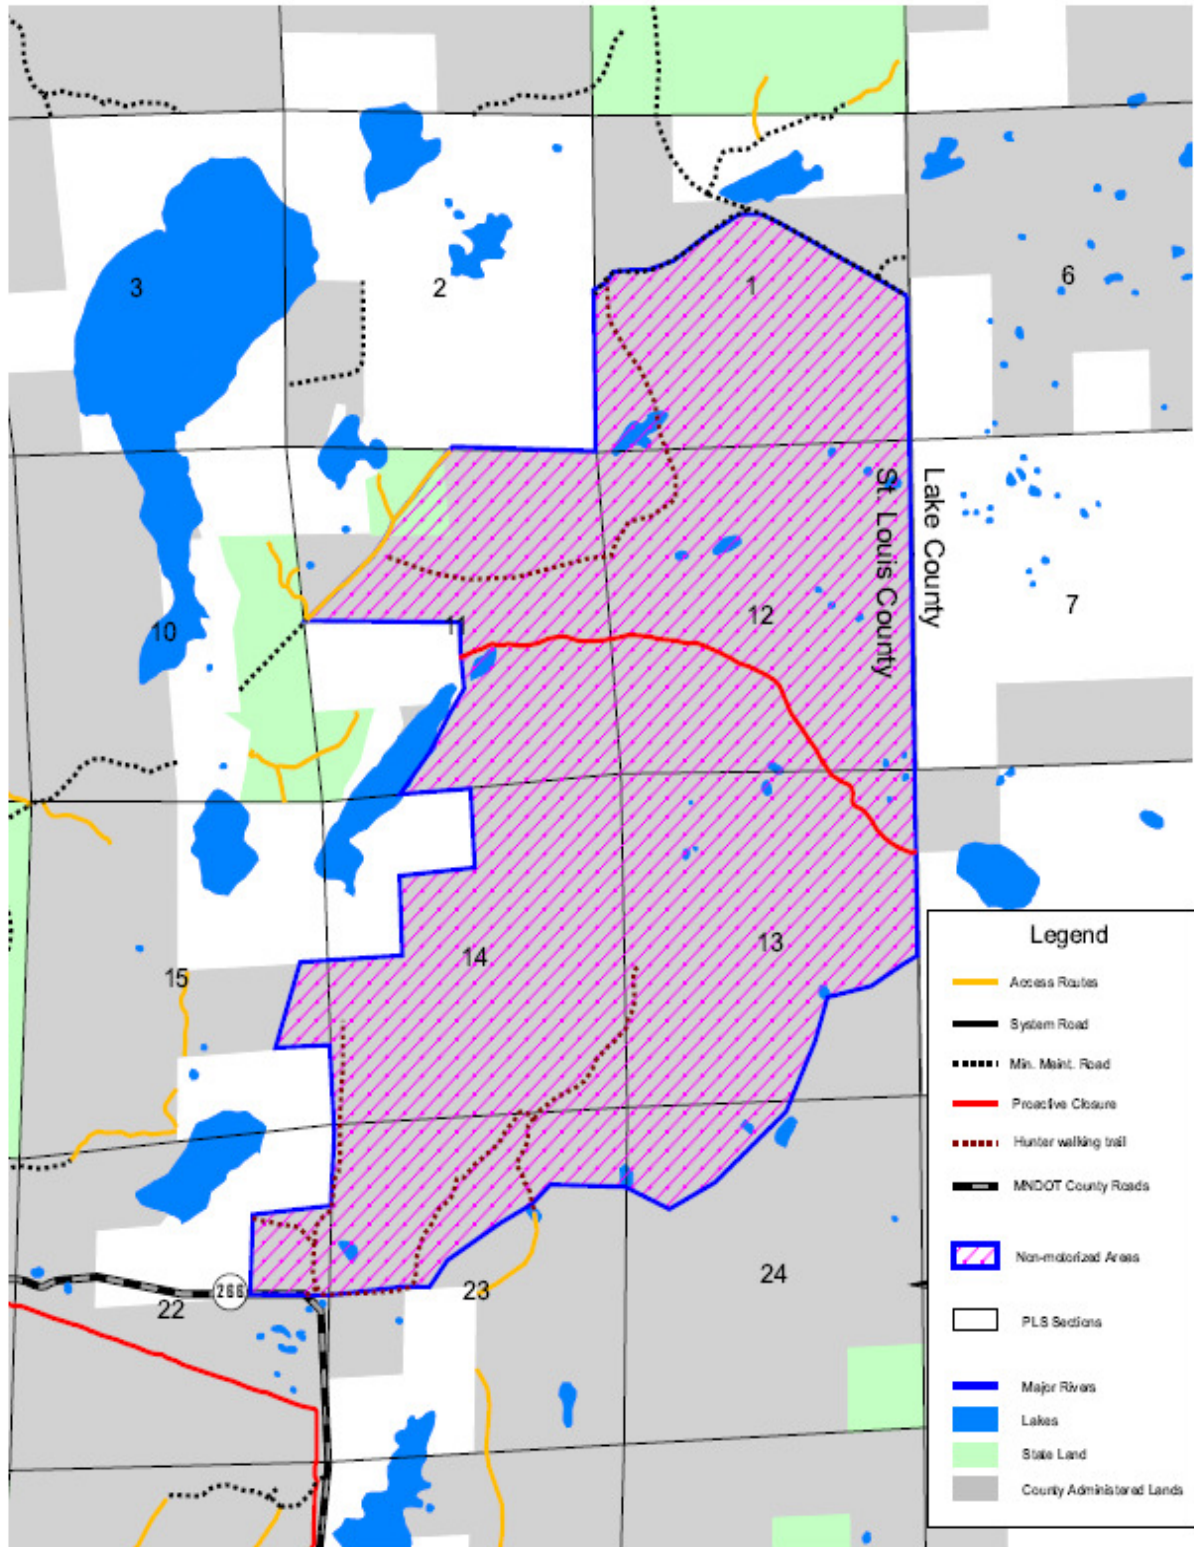 3
2
1
6
Lake County
St. Louis County
10
11
12
7
14
13
15
266
22
23
24
Legend
Access Routes
System Road
Min. Maint. Road
Proactive Closure
Hunter walking trail
MNDOT County Roads
Non-motorized Areas
PLS Sections
Major Rivers
Lakes
State Land
County Administered Lands